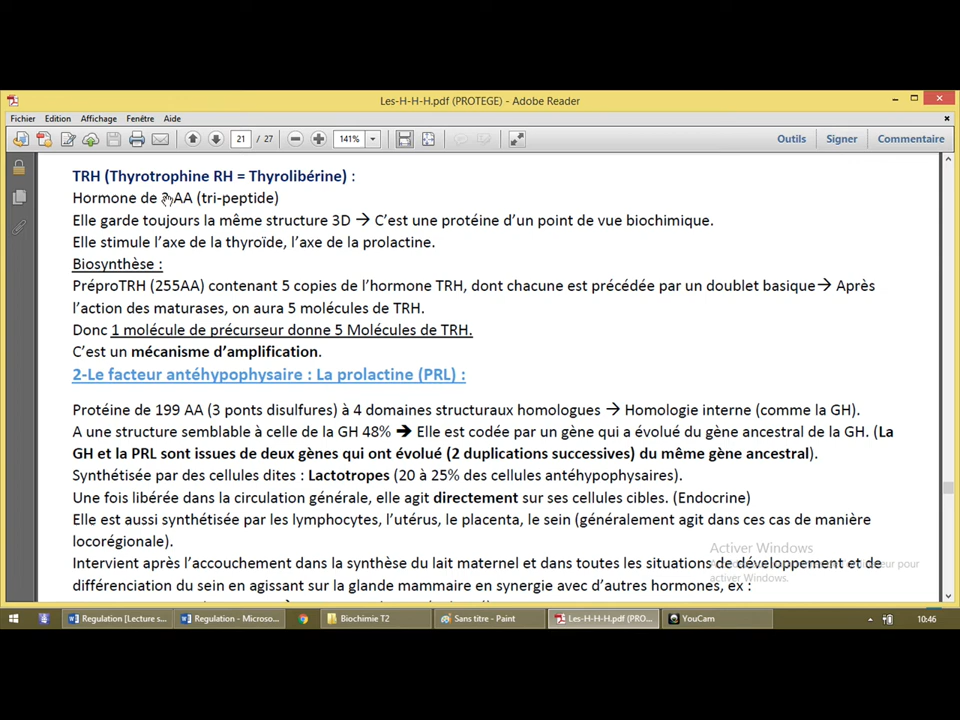 Les-H-H-H.pdf (PROTEGE) - Adobe Reader
Fichier Edition Affichage Fenêtre Aide
21 / 27 141% Outils Signer Commentaire
TRH (Thyrotrophine RH = Thyrolibérine) :
Hormone de AA (tri-peptide)
Elle garde toujours la même structure 3D → C’est une protéine d’un point de vue biochimique.
Elle stimule l’axe de la thyroïde, l’axe de la prolactine.
Biosynthèse :
PréproTRH (255AA) contenant 5 copies de l’hormone TRH, dont chacune est précédée par un doublet basique→ Après
l’action des maturases, on aura 5 molécules de TRH.
Donc 1 molécule de précurseur donne 5 Molécules de TRH.
C’est un mécanisme d’amplification.
2-Le facteur antéhypophysaire : La prolactine (PRL) :
Protéine de 199 AA (3 ponts disulfures) à 4 domaines structuraux homologues → Homologie interne (comme la GH).
A une structure semblable à celle de la GH 48% ➔ Elle est codée par un gène qui a évolué du gène ancestral de la GH. (La
GH et la PRL sont issues de deux gènes qui ont évolué (2 duplications successives) du même gène ancestral).
Synthétisée par des cellules dites : Lactotropes (20 à 25% des cellules antéhypophysaires).
Une fois libérée dans la circulation générale, elle agit directement sur ses cellules cibles. (Endocrine)
Elle est aussi synthétisée par les lymphocytes, l’utérus, le placenta, le sein (généralement agit dans ces cas de manière
locorégionale).
Activer Windows
Intervient après l’accouchement dans la synthèse du lait maternel et dans toutes les situations de développement et de
activer Windows.
différenciation du sein en agissant sur la glande mammaire en synergie avec d’autres hormones, ex :
Regulation [Lecture s... Regulation - Microso... Biochimie T2 Sans titre - Paint Les-H-H-H.pdf (PRO... YouCam 10:46